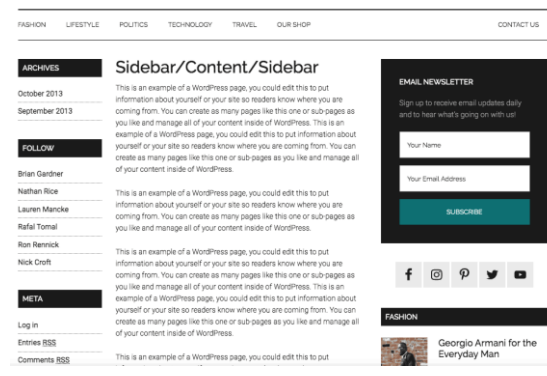 FASHION LIFESTYLE POLITICS TECHNOLOGY TRAVEL OUR SHOP CONTACT US
ARCHIVES
October 2013
September 2013
FOLLOW
Brian Gardner
Nathan Rice
Lauren Mancke
Rafal Tomal
Ron Rennick
Nick Croft
META
Log in
Entries RSS
Comments RSS
Sidebar/Content/Sidebar
This is an example of a WordPress page, you could edit this to put
information about yourself or your site so readers know where you are
coming from. You can create as many pages like this one or sub-pages as
you like and manage all of your content inside of WordPress. This is an
example of a WordPress page, you could edit this to put information about
yourself or your site so readers know where you are coming from. You can
create as many pages like this one or sub-pages as you like and manage all
of your content inside of WordPress.
This is an example of a WordPress page, you could edit this to put
information about yourself or your site so readers know where you are
coming from. You can create as many pages like this one or sub-pages as
you like and manage all of your content inside of WordPress.
This is an example of a WordPress page, you could edit this to put
information about yourself or your site so readers know where you are
coming from. You can create as many pages like this one or sub-pages as
you like and manage all of your content inside of WordPress. This is an
example of a WordPress page, you could edit this to put information about
yourself or your site so readers know where you are coming from. You can
create as many pages like this one or sub-pages as you like and manage all
of your content inside of WordPress.
This is an example of a WordPress page, you could edit this to put
EMAIL NEWSLETTER
Sign up to receive email updates daily
and to hear what's going on with us!
Your Name
Your Email Address
SUBSCRIBE
FASHION
Georgio Armani for the
Everyday Man